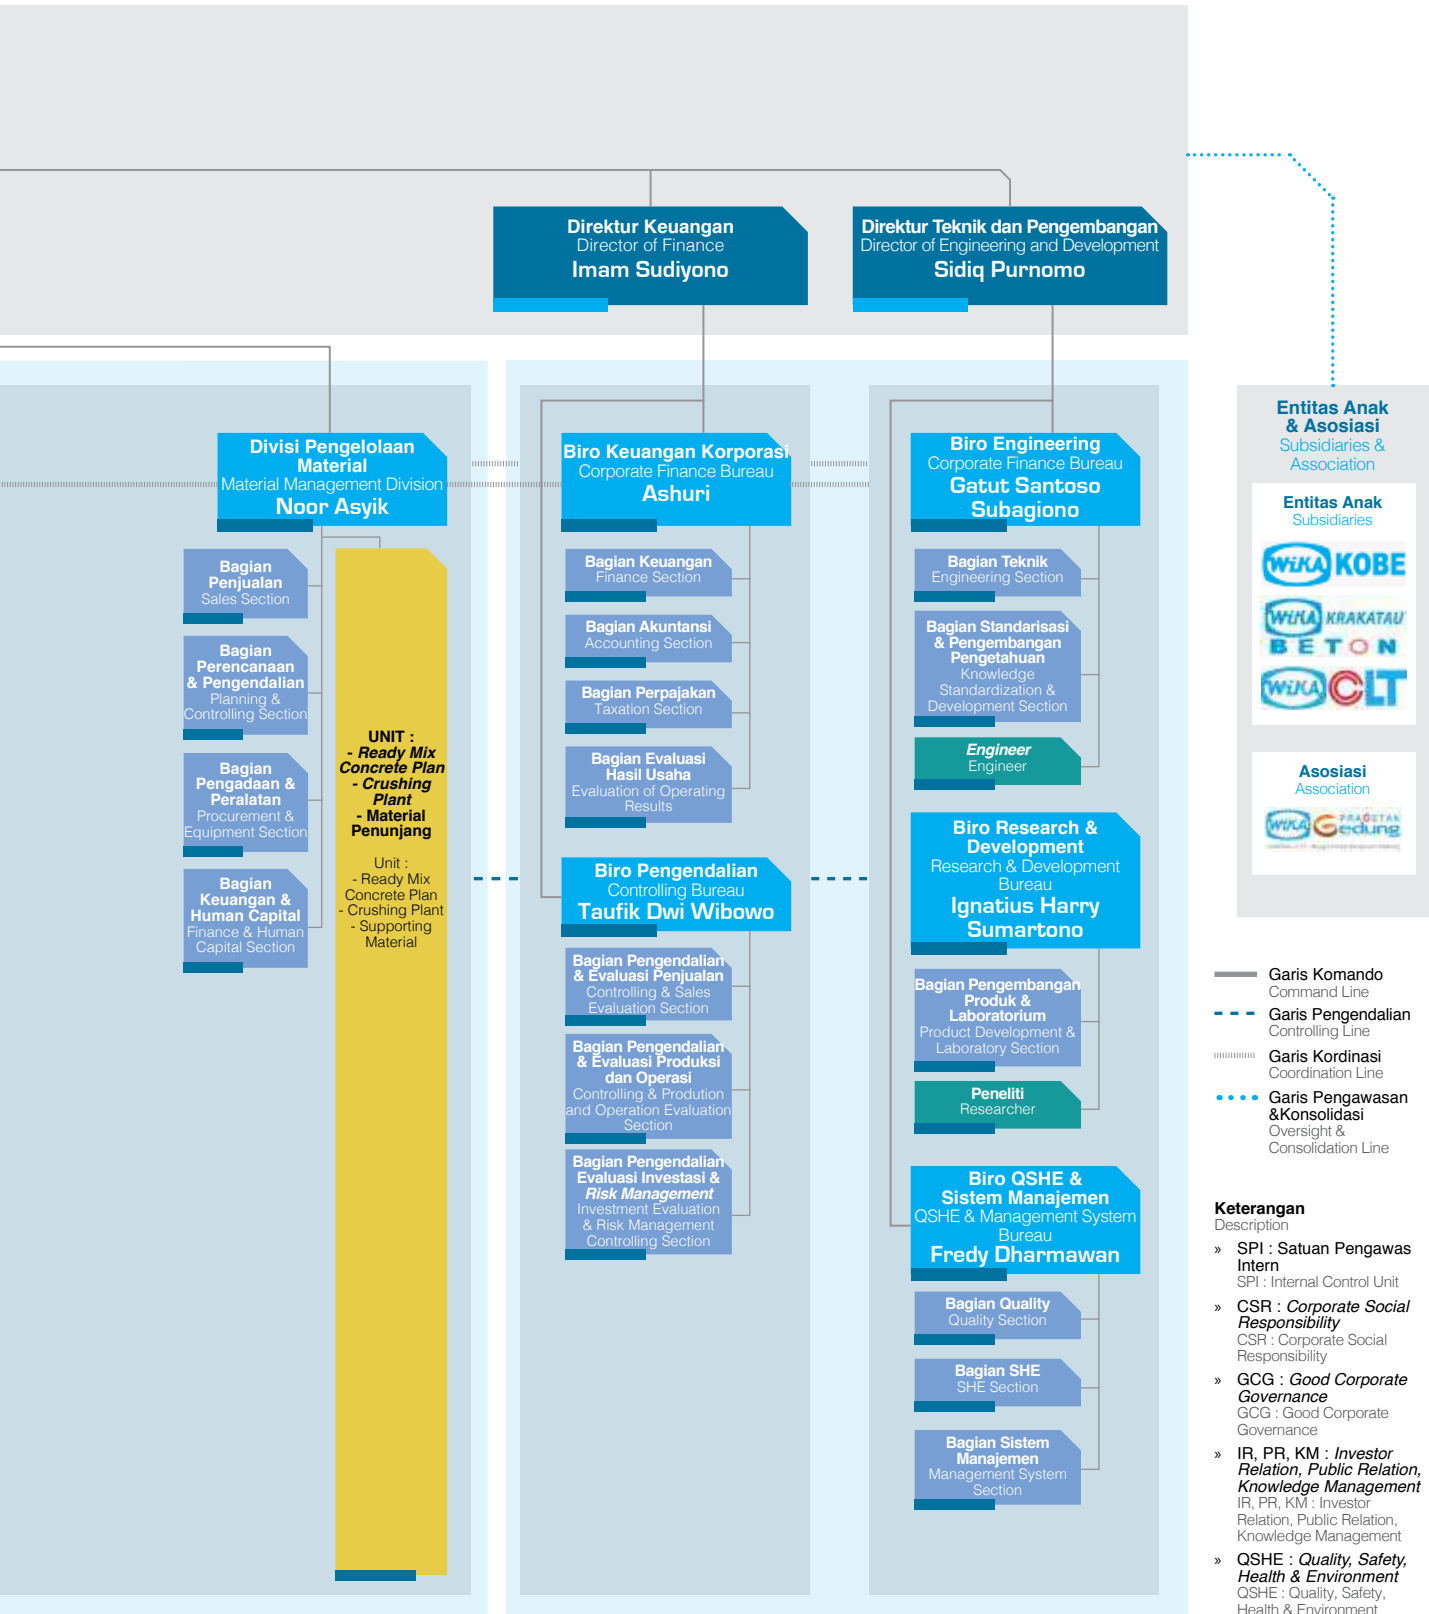 Direktur Keuangan
Director of Finance
Imam Sudiyono
Direktur Teknik dan Pengembangan
Director of Engineering and Development
Sidiq Purnomo
Divisi Pengelolaan
Material
Material Management Division
Noor Asyik
Bagian
Penjualan
Sales Section
Bagian
Perencanaan
& Pengendalian
Planning &
Controlling Section
Bagian
Pengadaan &
Peralatan
Procurement &
Equipment Section
Bagian
Keuangan &
Human Capital
Finance & Human
Capital Section
UNIT :
- Ready Mix
Concrete Plan
- Crushing
Plant
- Material
Penunjang
Unit :
- Ready Mix
Concrete Plan
- Crushing Plant
- Supporting
Material
Biro Keuangan Korporasi
Corporate Finance Bureau
Ashuri
Bagian Keuangan
Finance Section
Bagian Akuntansi
Accounting Section
Bagian Perpajakan
Taxation Section
Bagian Evaluasi
Hasil Usaha
Evaluation of Operating
Results
Biro Pengendalian
Controlling Bureau
Taufik Dwi Wibowo
Bagian Pengendalian
& Evaluasi Penjualan
Controlling & Sales
Evaluation Section
Bagian Pengendalian
& Evaluasi Produksi
dan Operasi
Controlling & Prodution
and Operation Evaluation
Section
Bagian Pengendalian
Evaluasi Investasi &
Risk Management
Investment Evaluation
& Risk Management
Controlling Section
Biro Engineering
Corporate Finance Bureau
Gatut Santoso
Subagiono
Bagian Teknik
Engineering Section
Bagian Standarisasi
& Pengembangan
Pengetahuan
Knowledge
Standardization &
Development Section
Engineer
Engineer
Biro Research &
Development
Research & Development
Bureau
Ignatius Harry
Sumartono
Bagian Pengembangan
Produk &
Laboratorium
Product Development &
Laboratory Section
Peneliti
Researcher
Biro QSHE &
Sistem Manajemen
QSHE & Management System
Bureau
Fredy Dharmawan
Bagian Quality
Quality Section
Bagian SHE
SHE Section
Bagian Sistem
Manajemen
Management System
Section
Entitas Anak
& Asosiasi
Subsidiaries &
Association
Entitas Anak
Subsidiaries
WIKA KOBE
WIKA KRAKATAU
BETON
WIKA CLT
Asosiasi
Association
WIKA PRACETAK
Gedung
Garis Komando
Command Line
Garis Pengendalian
Controlling Line
Garis Kordinasi
Coordination Line
Garis Pengawasan
&Konsolidasi
Oversight &
Consolidation Line
Keterangan
Description
» SPI : Satuan Pengawas
Intern
SPI : Internal Control Unit
» CSR : Corporate Social
Responsibility
CSR : Corporate Social
Responsibility
» GCG : Good Corporate
Governance
GCG : Good Corporate
Governance
» IR, PR, KM : Investor
Relation, Public Relation,
Knowledge Management
IR, PR, KM : Investor
Relation, Public Relation,
Knowledge Management
» QSHE : Quality, Safety,
Health & Environment
QSHE : Quality, Safety,
Health & Environment